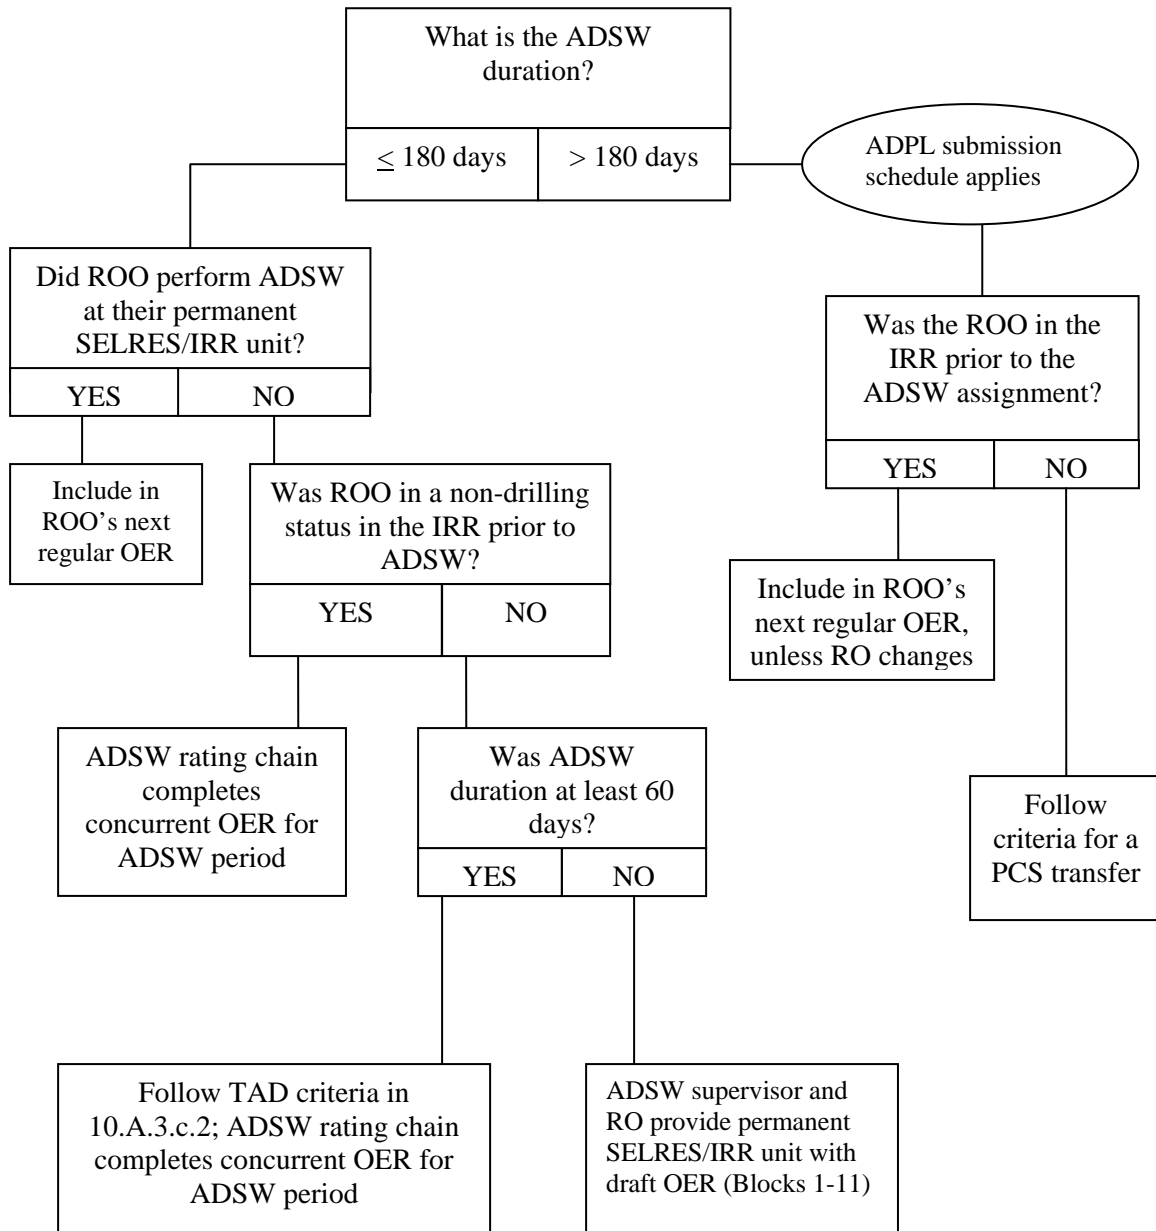 What is the ADSW
duration?
≤ 180 days
> 180 days
ADPL submission
schedule applies
Did ROO perform ADSW
at their permanent
SELRES/IRR unit?
YES
NO
Was the ROO in the
IRR prior to the
ADSW assignment?
YES
NO
Include in
ROO’s next
regular OER
Was ROO in a non-drilling
status in the IRR prior to
ADSW?
YES
NO
Include in ROO’s
next regular OER,
unless RO changes
ADSW rating chain
completes
concurrent OER for
ADSW period
Was ADSW
duration at least 60
days?
YES
NO
Follow
criteria for a
PCS transfer
Follow TAD criteria in
10.A.3.c.2; ADSW rating chain
completes concurrent OER for
ADSW period
ADSW supervisor and
RO provide permanent
SELRES/IRR unit with
draft OER (Blocks 1-11)